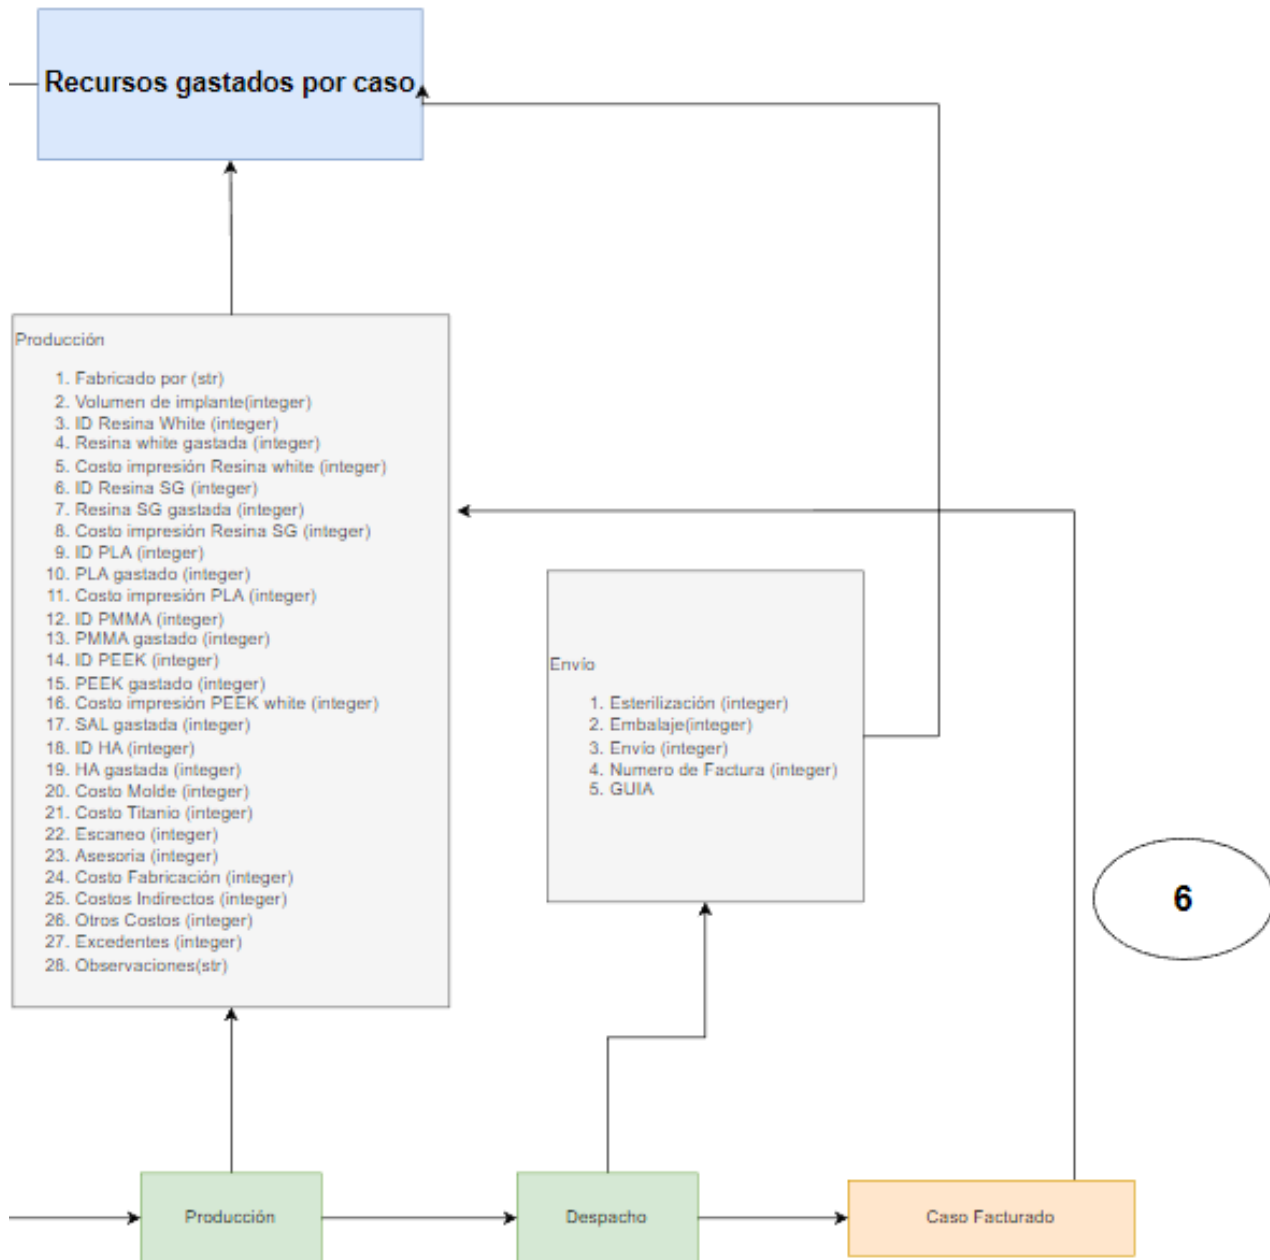 Recursos gastados por caso
Producción
1. Fabricado por (str)
2. Volumen de implante(integer)
3. ID Resina White (integer)
4. Resina white gastada (integer)
5. Costo impresión Resina white (integer)
6. ID Resina SG (integer)
7. Resina SG gastada (integer)
8. Costo impresión Resina SG (integer)
9. ID PLA (integer)
10. PLA gastado (integer)
11. Costo impresión PLA (integer)
12. ID PMMA (integer)
13. PMMA gastado (integer)
14. ID PEEK (integer)
15. PEEK gastado (integer)
16. Costo impresión PEEK white (integer)
17. SAL gastada (integer)
18. ID HA (integer)
19. HA gastada (integer)
20. Costo Molde (integer)
21. Costo Titanio (integer)
22. Escaneo (integer)
23. Asesoria (integer)
24. Costo Fabricación (integer)
25. Costos Indirectos (integer)
26. Otros Costos (integer)
27. Excedentes (integer)
28. Observaciones(str)
Envío
1. Esterilización (integer)
2. Embalaje(integer)
3. Envío (integer)
4. Numero de Factura (integer)
5. GUIA
6
Producción
Despacho
Caso Facturado